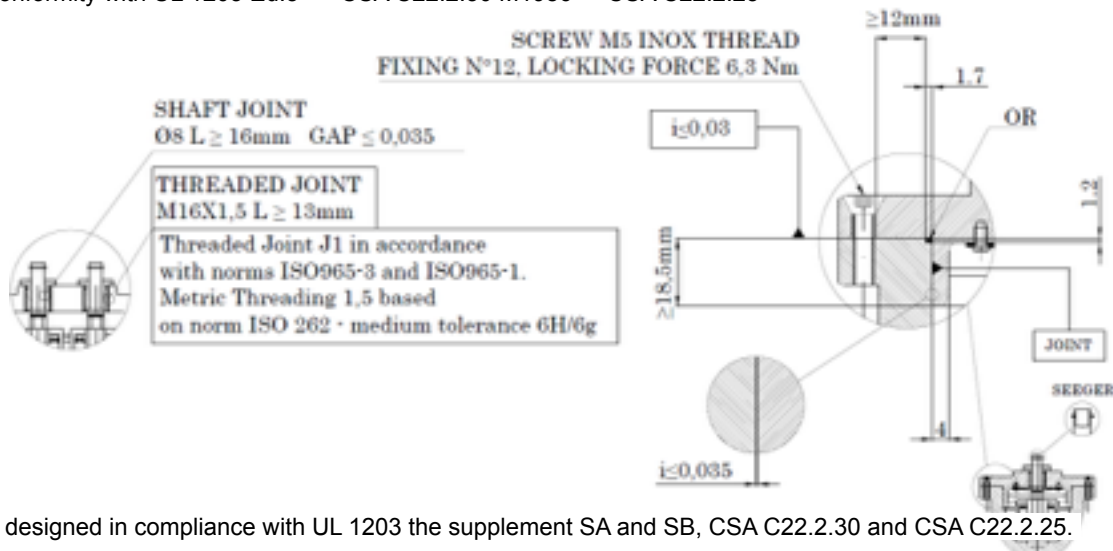 SCREW M5 INOX THREAD
FIXING N°12, LOCKING FORCE 6,3 Nm
≥12mm
1.7
SHAFT JOINT
Ø8 L ≥ 16mm GAP ≤ 0,035
i≤0,03
OR
THREADED JOINT
M16X1,5 L ≥ 13mm
1.2
Threaded Joint J1 in accordance
with norms ISO965-3 and ISO965-1.
Metric Threading 1,5 based
on norm ISO 262 - medium tolerance 6H/6g
≥18,5mm
JOINT
SEEGER
4
i≤0,035
designed in compliance with UL 1203 the supplement SA and SB, CSA C22.2.30 and CSA C22.2.25.